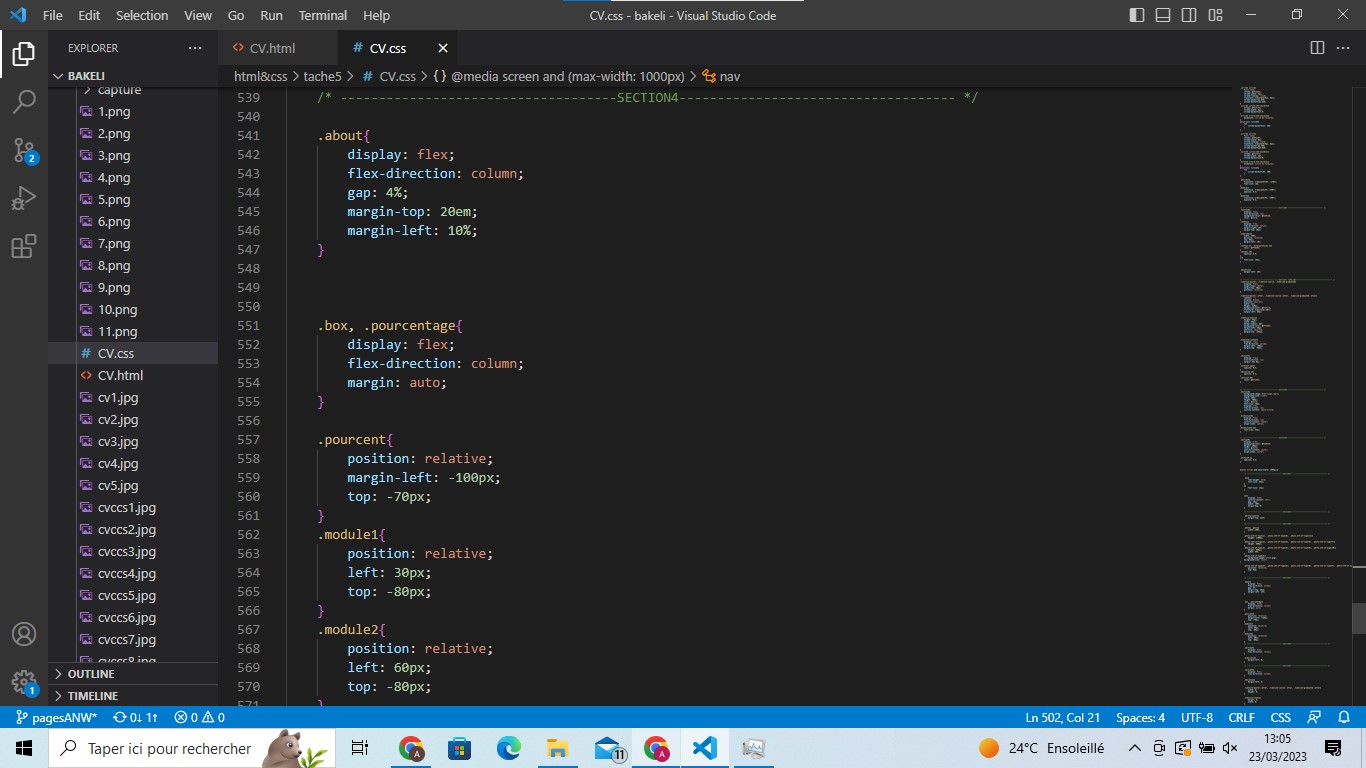 File Edit Selection View Go Run Terminal Help
CV.css - bakeli - Visual Studio Code
EXPLORER
CV.html
# CV.css
BAKELI
html&css > tache5 > # CV.css > {} @media screen and (max-width: 1000px) > nav
capture
1.png
2.png
3.png
4.png
5.png
6.png
7.png
8.png
9.png
10.png
11.png
# CV.css
<> CV.html
cv1.jpg
cv2.jpg
cv3.jpg
cv4.jpg
cv5.jpg
cvccs1.jpg
cvccs2.jpg
cvccs3.jpg
cvccs4.jpg
cvccs5.jpg
cvccs6.jpg
cvccs7.jpg
cvccs8.jpg
OUTLINE
TIMELINE
2
1
539 /* ------------------------------------SECTION4------------------------------------ */
540
541 .about{
542 display: flex;
543 flex-direction: column;
544 gap: 4%;
545 margin-top: 20em;
546 margin-left: 10%;
547 }
548
549
550
551 .box, .pourcentage{
552 display: flex;
553 flex-direction: column;
554 margin: auto;
555 }
556
557 .pourcent{
558 position: relative;
559 margin-left: -100px;
560 top: -70px;
561 }
562 .module1{
563 position: relative;
564 left: 30px;
565 top: -80px;
566 }
567 .module2{
568 position: relative;
569 left: 60px;
570 top: -80px;
571 }
pagesANW* 0↓ 1↑ 0 0
Ln 502, Col 21 Spaces: 4 UTF-8 CRLF CSS
Taper ici pour rechercher
A
11
A
24°C Ensoleillé
13:05
23/03/2023